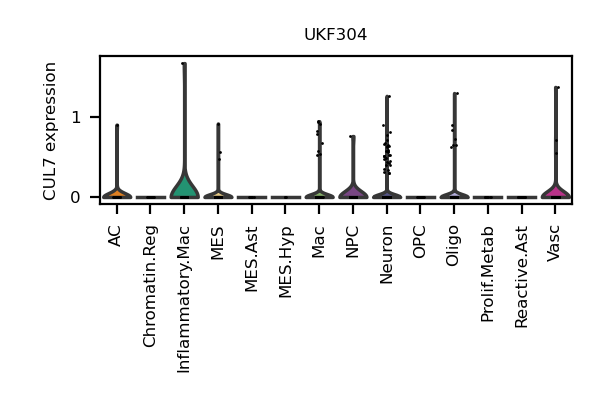 UKF304
CUL7 expression
1
0
AC
Chromatin.Reg
Inflammatory.Mac
MES
MES.Ast
MES.Hyp
Mac
NPC
Neuron
OPC
Oligo
Prolif.Metab
Reactive.Ast
Vasc